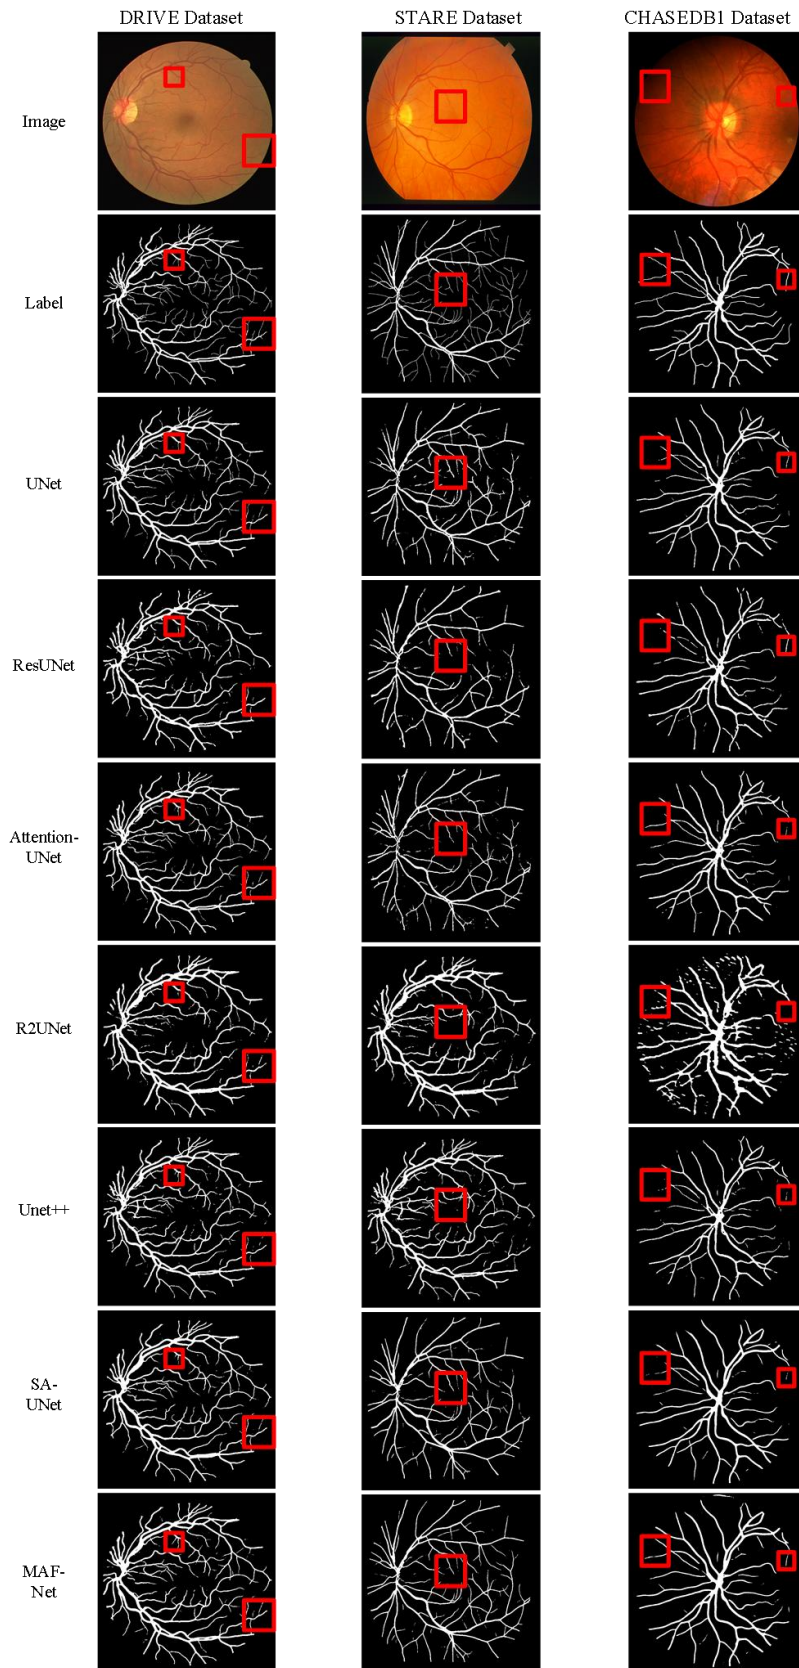 DRIVE Dataset
STARE Dataset
CHASEDB1 Dataset
Image
Label
UNet
ResUNet
Attention-
UNet
R2UNet
Unet++
SA-
UNet
MAF-
Net